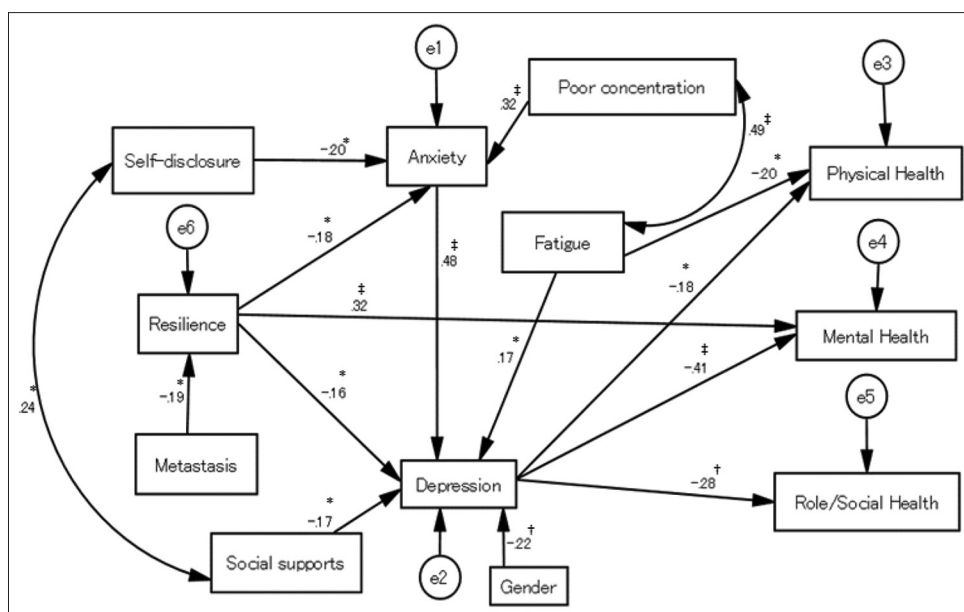 e1
Poor concentration
e3
‡
.32
.49‡
Self-disclosure
-.20*
Anxiety
-.20*
Physical Health
e6
*
-.18
‡
.48
Fatigue
e4
*
-.18
Resilience
‡
.32
Mental Health
*
-.16
*
.17
‡
-.41
e5
*
-.19
*
.24
Metastasis
Depression
-.28†
Role/Social Health
*
-.17
Social supports
e2
-.22†
Gender